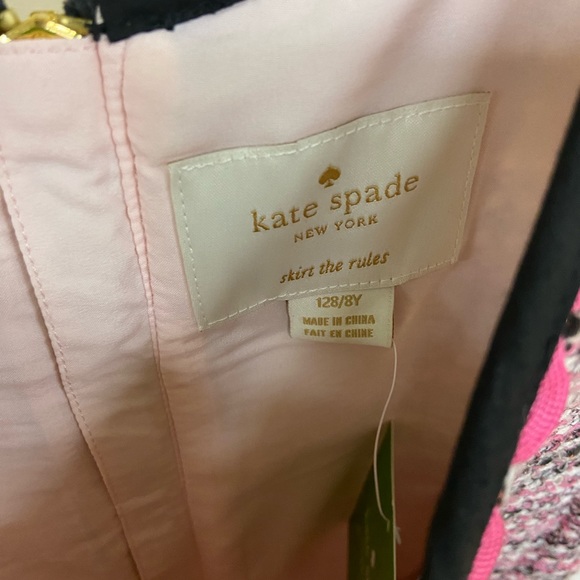 kate spade
NEW YORK
skirt the rules
128/8Y
MADE IN CHINA
FAIT EN CHINE